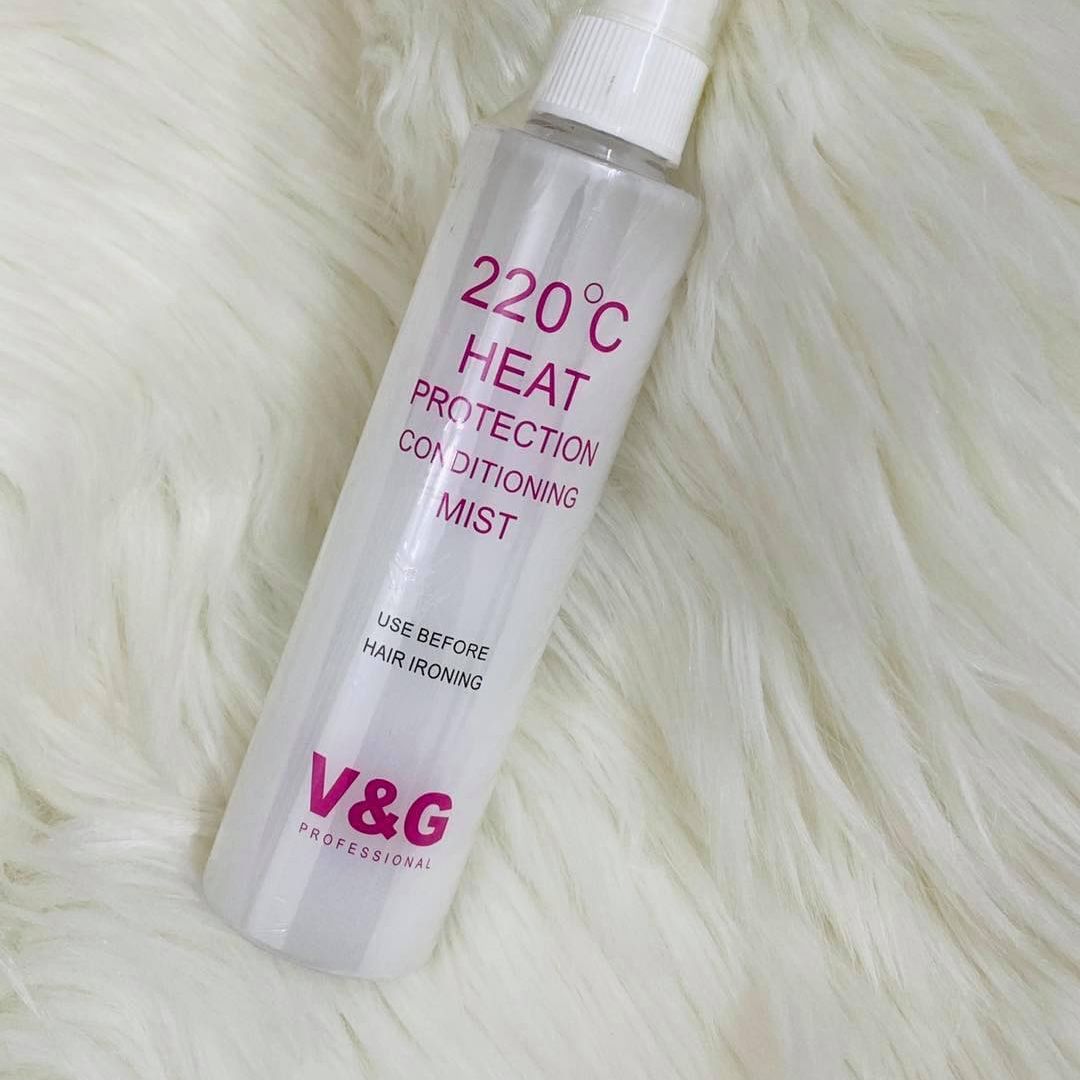 220°C
HEAT
PROTECTION
CONDITIONING
MIST
USE BEFORE
HAIR IRONING
V&G
PROFESSIONAL